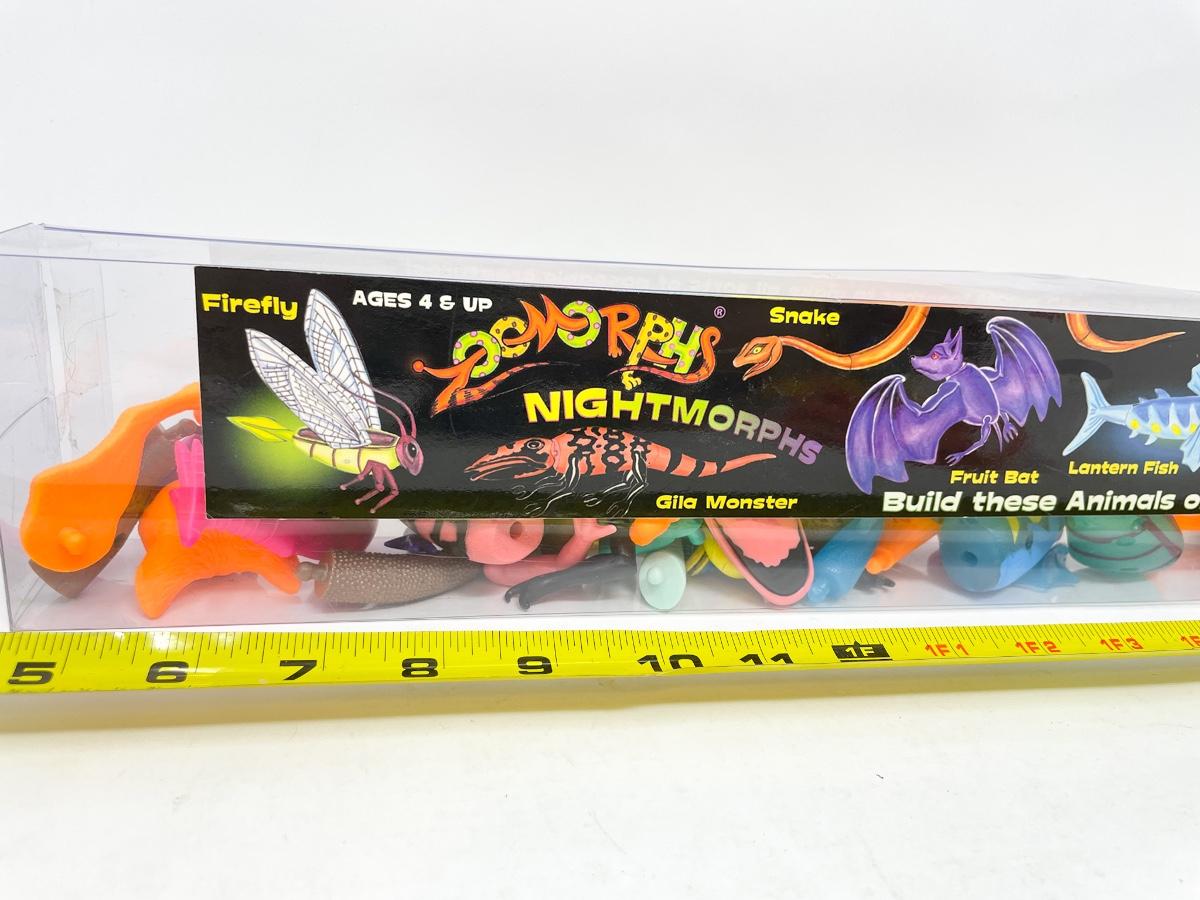 Firefly
AGES 4 & UP
ZOOMORPHS®
NIGHTMORPHS
Snake
Gila Monster
Fruit Bat
Lantern Fish
Build these Animals o
5 6 7 8 9 10 11 1F 1F1 1F2 1F3